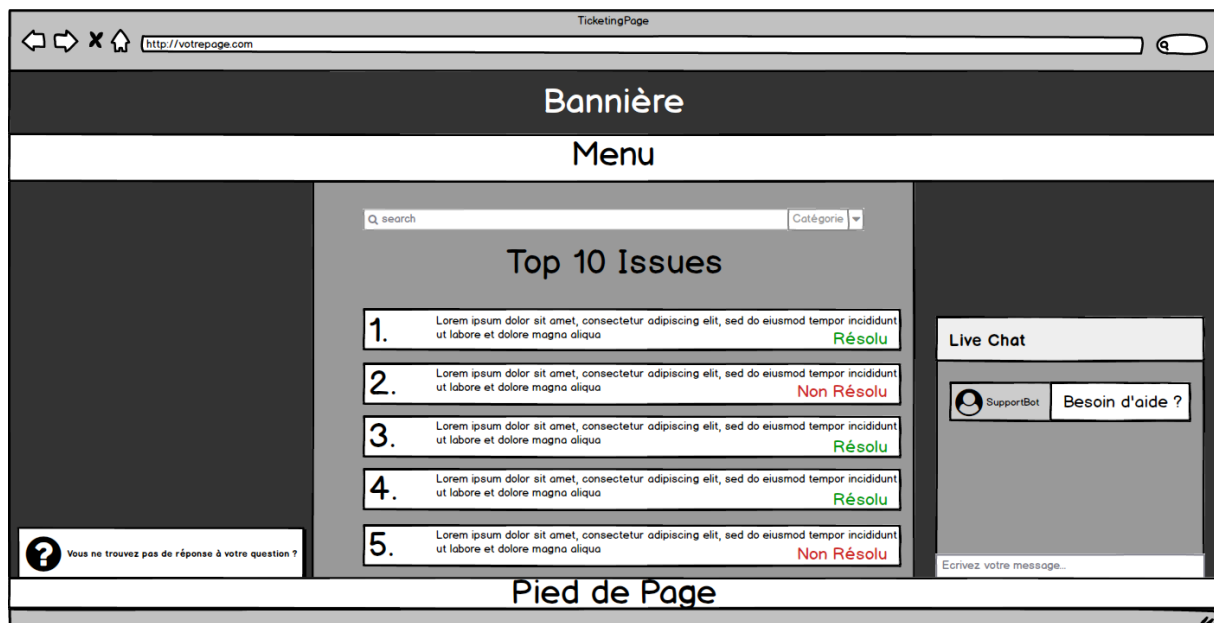 TicketingPage
http://votrepage.com
Bannière
Menu
search
Catégorie
Top 10 Issues
1.
Lorem ipsum dolor sit amet, consectetur adipiscing elit, sed do eiusmod tempor incididunt
ut labore et dolore magna aliqua
Résolu
2.
Lorem ipsum dolor sit amet, consectetur adipiscing elit, sed do eiusmod tempor incididunt
ut labore et dolore magna aliqua
Non Résolu
3.
Lorem ipsum dolor sit amet, consectetur adipiscing elit, sed do eiusmod tempor incididunt
ut labore et dolore magna aliqua
Résolu
4.
Lorem ipsum dolor sit amet, consectetur adipiscing elit, sed do eiusmod tempor incididunt
ut labore et dolore magna aliqua
Résolu
5.
Lorem ipsum dolor sit amet, consectetur adipiscing elit, sed do eiusmod tempor incididunt
ut labore et dolore magna aliqua
Non Résolu
Live Chat
SupportBot
Besoin d'aide ?
Ecrivez votre message...
? Vous ne trouvez pas de réponse à votre question ?
Pied de Page